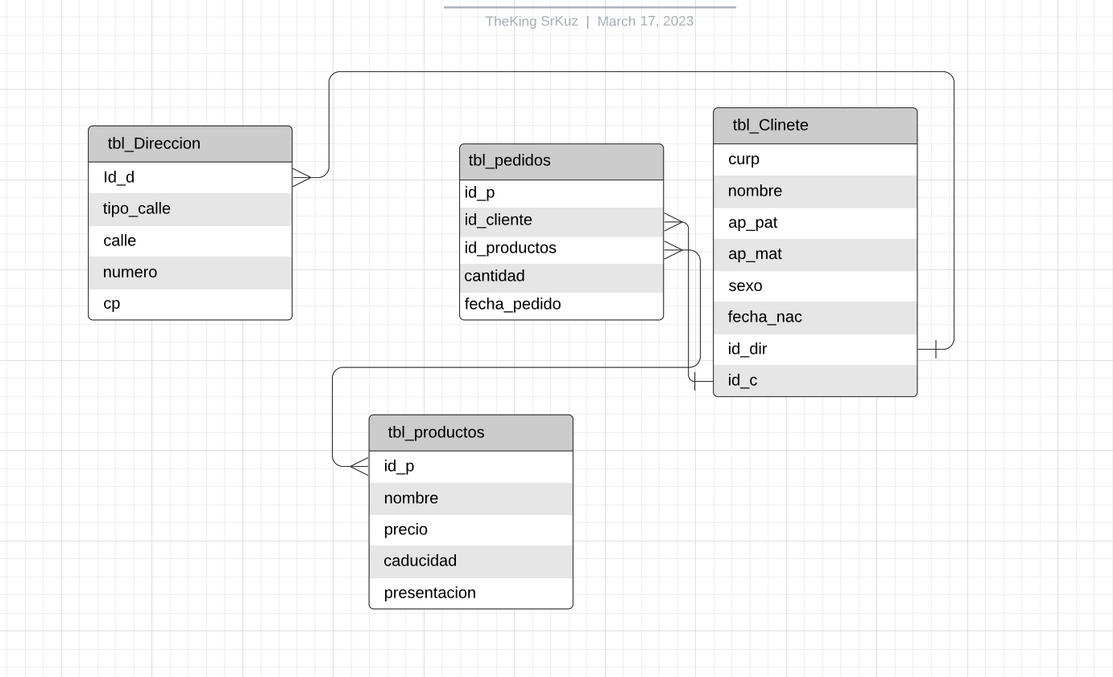 TheKing SrKuz | March 17, 2023
tbl_Direccion
Id_d
tipo_calle
calle
numero
cp
tbl_pedidos
id_p
id_cliente
id_productos
cantidad
fecha_pedido
tbl_Clinete
curp
nombre
ap_pat
ap_mat
sexo
fecha_nac
id_dir
id_c
tbl_productos
id_p
nombre
precio
caducidad
presentacion